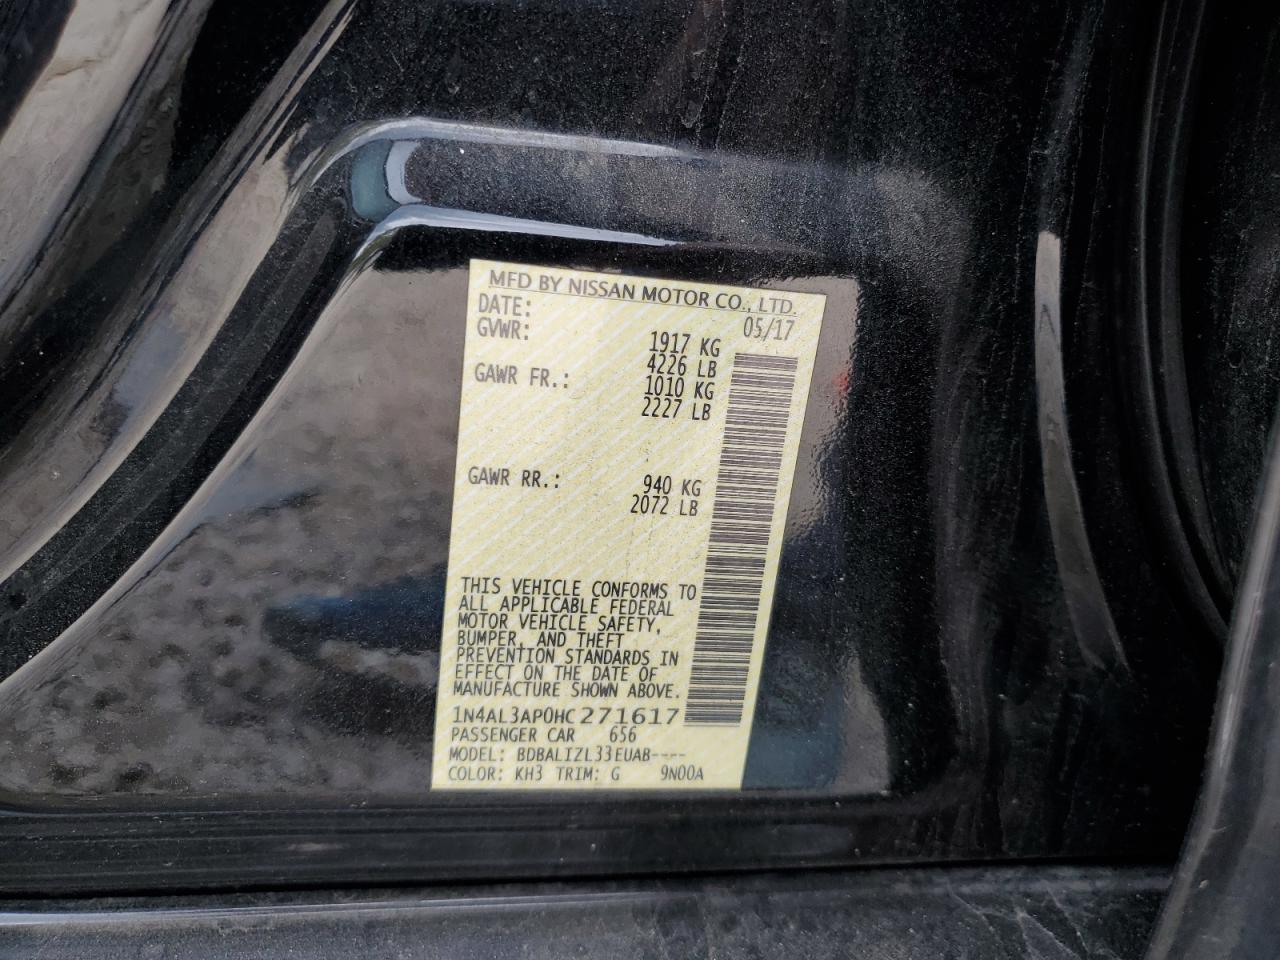 MFD BY NISSAN MOTOR CO., LTD.
DATE: 05/17
GVWR: 1917 KG
4226 LB
GAWR FR.: 1010 KG
2227 LB
GAWR RR.: 940 KG
2072 LB
THIS VEHICLE CONFORMS TO
ALL APPLICABLE FEDERAL
MOTOR VEHICLE SAFETY,
BUMPER, AND THEFT
PREVENTION STANDARDS IN
EFFECT ON THE DATE OF
MANUFACTURE SHOWN ABOVE.
1N4AL3AP0HC271617
PASSENGER CAR 656
MODEL: BDBALIZL33EUAB----
COLOR: KH3 TRIM: G 9N00A